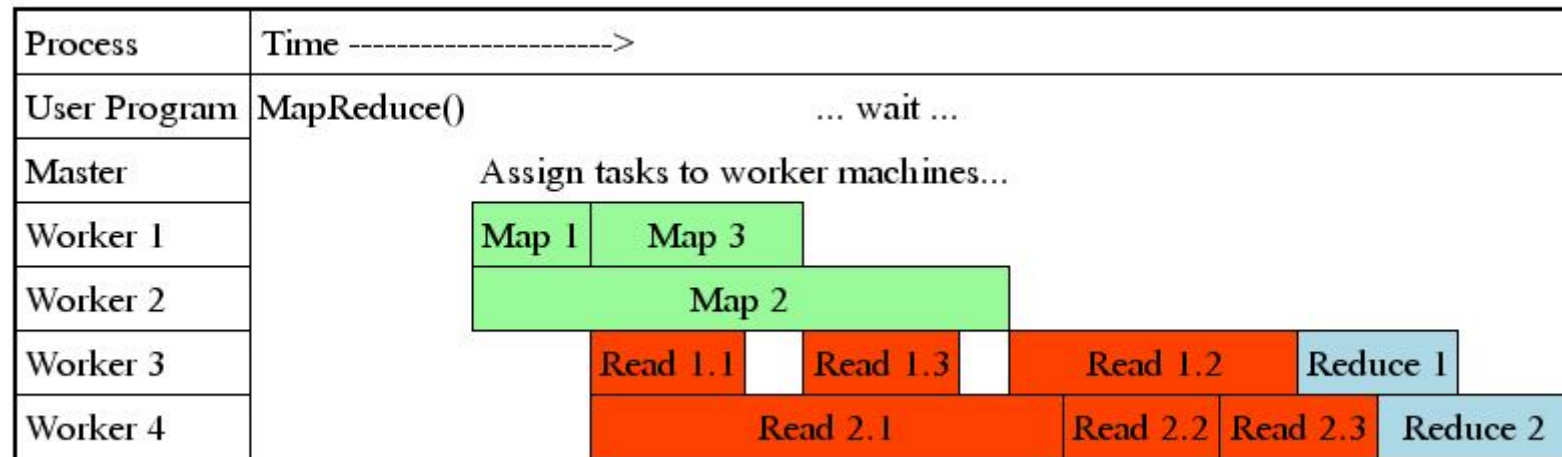 Process Time ---------------------->
User Program MapReduce() ... wait ...
Master Assign tasks to worker machines...
Worker 1 Map 1 Map 3
Worker 2 Map 2
Worker 3 Read 1.1 Read 1.3 Read 1.2 Reduce 1
Worker 4 Read 2.1 Read 2.2 Read 2.3 Reduce 2